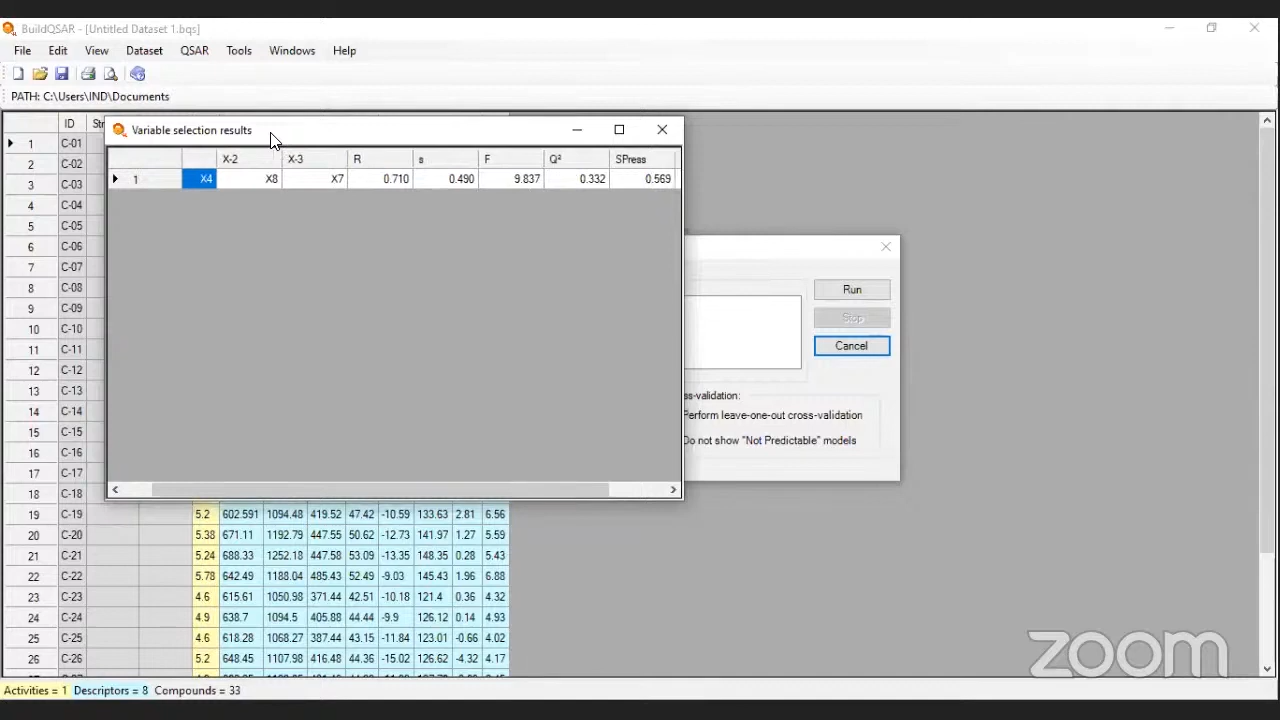 BuildQSAR - [Untitled Dataset 1.bqs]
File Edit View Dataset QSAR Tools Windows Help
PATH: C:\Users\IND\Documents
ID Str
Variable selection results
X-2 X-3 R s F Q² SPress
1 X4 X8 X7 0.710 0.490 9.837 0.332 0.569
1 C-01
2 C-02
3 C-03
4 C-04
5 C-05
6 C-06
7 C-07
8 C-08
9 C-09
10 C-10
11 C-11
12 C-12
13 C-13
14 C-14
15 C-15
16 C-16
17 C-17
18 C-18
Run
Stop
Cancel
ss-validation:
Perform leave-one-out cross-validation
Do not show "Not Predictable" models
19 C-19 5.2 602.591 1094.48 419.52 47.42 -10.59 133.63 2.81 6.56
20 C-20 5.38 671.11 1192.79 447.55 50.62 -12.73 141.97 1.27 5.59
21 C-21 5.24 688.33 1252.18 447.58 53.09 -13.35 148.35 0.28 5.43
22 C-22 5.78 642.49 1188.04 485.43 52.49 -9.03 145.43 1.96 6.88
23 C-23 4.6 615.61 1050.98 371.44 42.51 -10.18 121.4 0.36 4.32
24 C-24 4.9 638.7 1094.5 405.88 44.44 -9.9 126.12 0.14 4.93
25 C-25 4.6 618.28 1068.27 387.44 43.15 -11.84 123.01 -0.66 4.02
26 C-26 5.2 648.45 1107.98 416.48 44.36 -15.02 126.62 -4.32 4.17
Activities = 1 Descriptors = 8 Compounds = 33
zoom